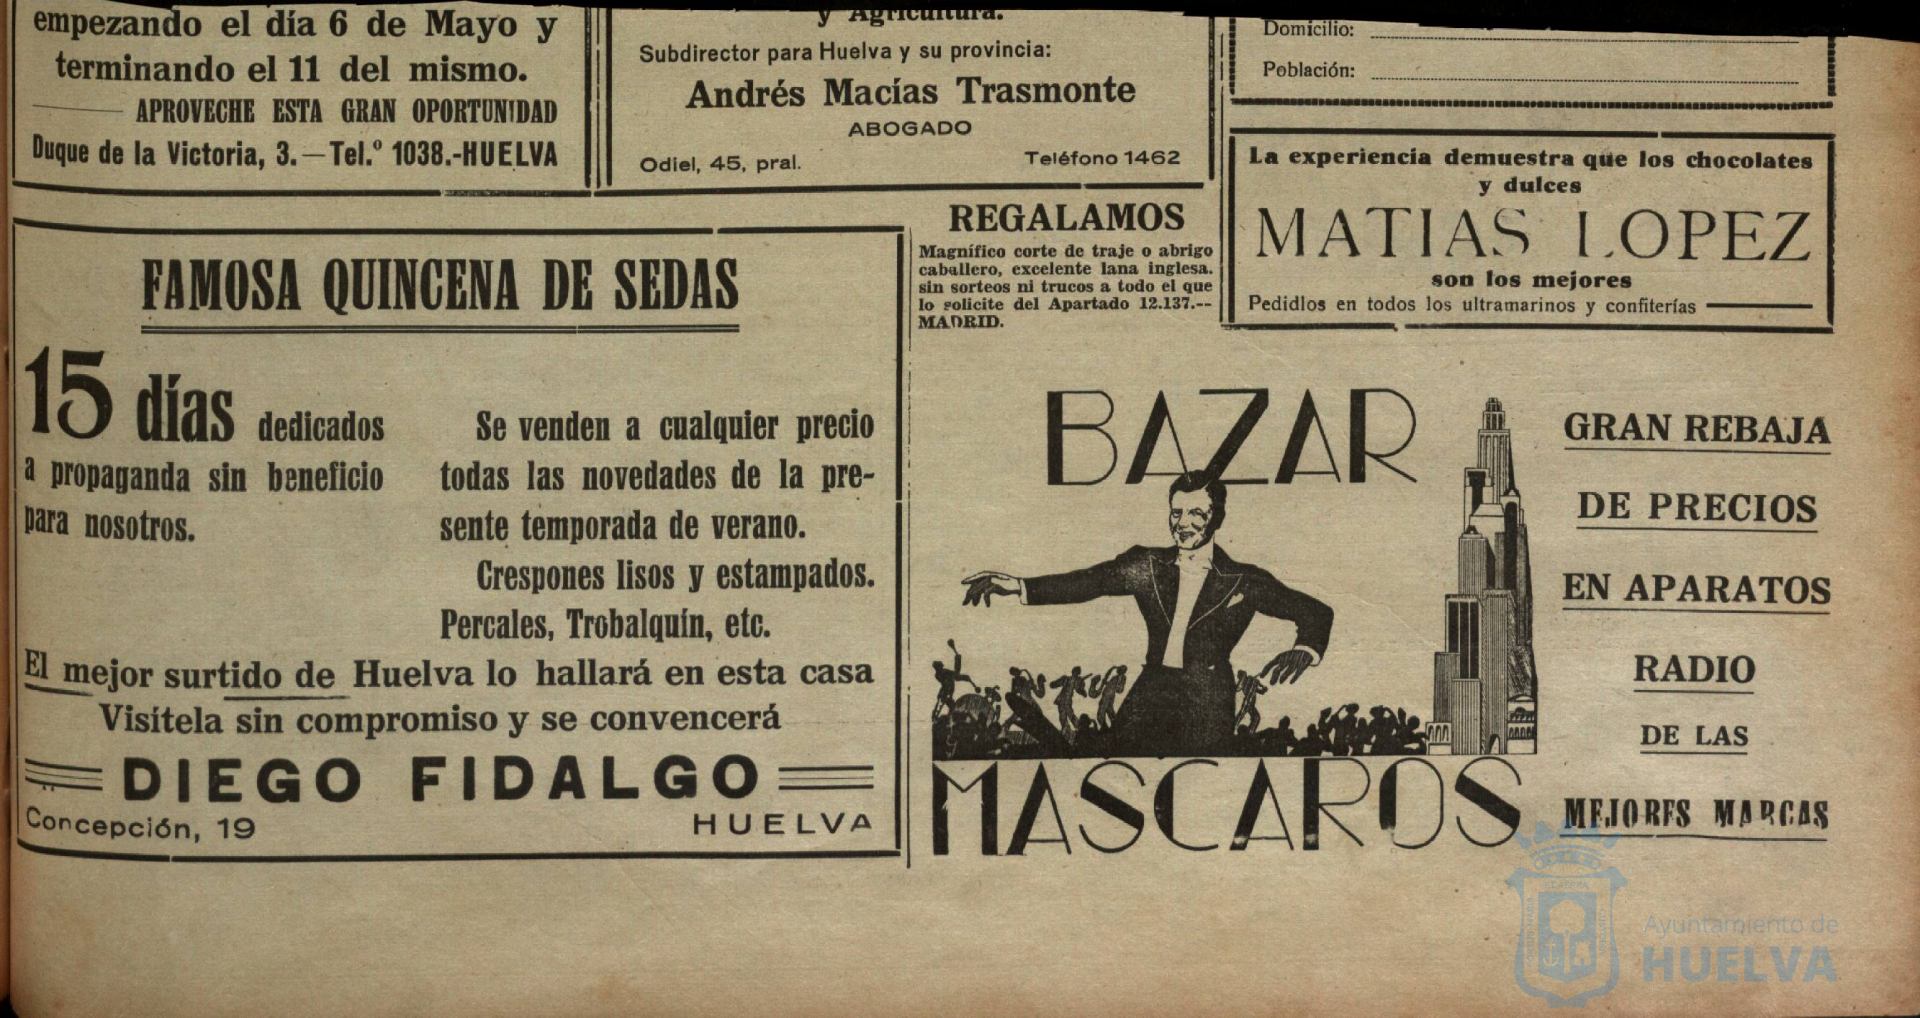 empezando el día 6 de Mayo y
terminando el 11 del mismo.
APROVECHE ESTA GRAN OPORTUNIDAD
Duque de la Victoria, 3.—Tel.º 1038.-HUELVA
y Agricultura.
Subdirector para Huelva y su provincia:
Andrés Macías Trasmonte
ABOGADO
Odiel, 45, pral. Teléfono 1462
Domicilio:
Población:
La experiencia demuestra que los chocolates
y dulces
MATIAS LOPEZ
son los mejores
Pedidlos en todos los ultramarinos y confiterías
REGALAMOS
Magnífico corte de traje o abrigo
caballero, excelente lana inglesa.
sin sorteos ni trucos a todo el que
lo solicite del Apartado 12.137.--
MADRID.
FAMOSA QUINCENA DE SEDAS
15 días dedicados
a propaganda sin beneficio
para nosotros.
Se venden a cualquier precio
todas las novedades de la pre-
sente temporada de verano.
Crespones lisos y estampados.
Percales, Trobalquín, etc.
El mejor surtido de Huelva lo hallará en esta casa
Visítela sin compromiso y se convencerá
DIEGO FIDALGO
Concepción, 19 HUELVA
BAZAR
MASCAROS
GRAN REBAJA
DE PRECIOS
EN APARATOS
RADIO
DE LAS
MEJORES MARCAS
Ayuntamiento de
HUELVA